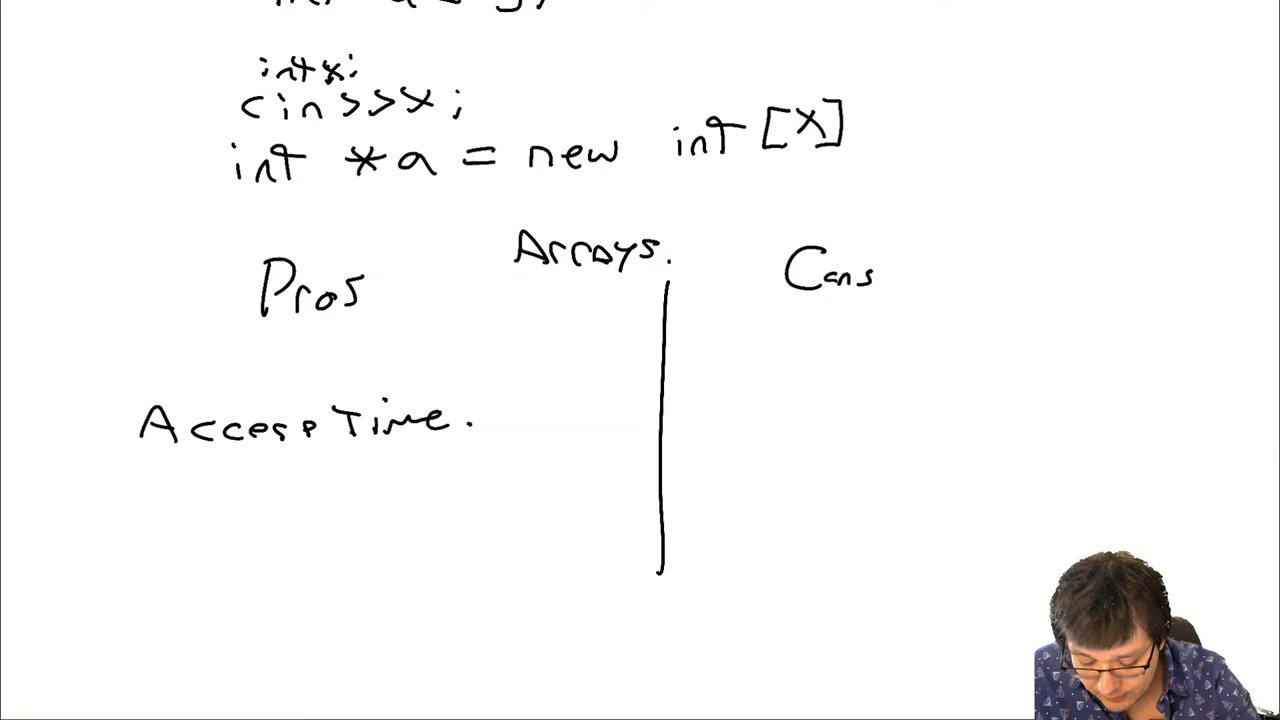 int x;
cin>>x;
int *a = new int [x]
Arrays.
Pros
Cons
Access Time.